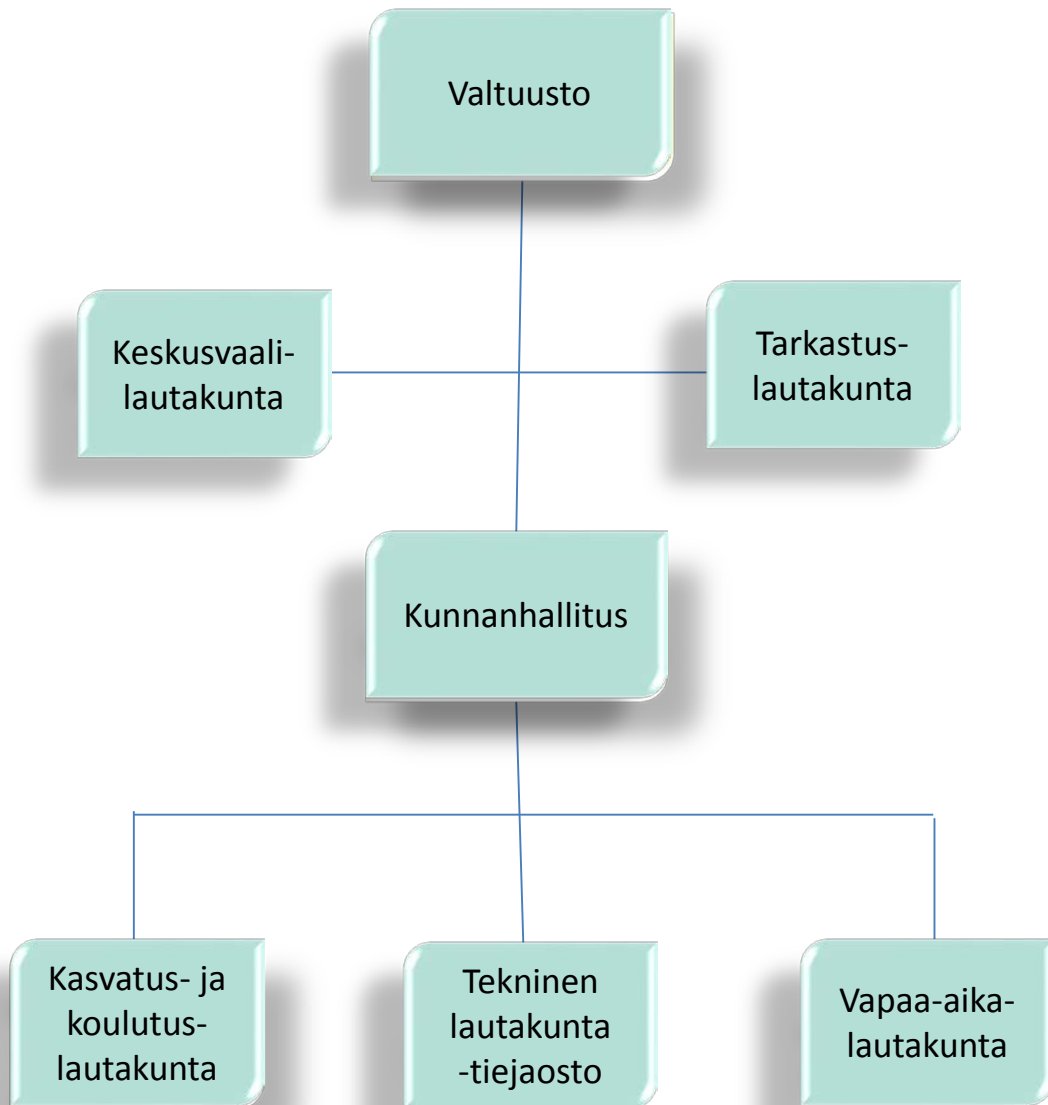 Valtuusto
Keskusvaali-
lautakunta
Tarkastus-
lautakunta
Kunnanhallitus
Kasvatus- ja
koulutus-
lautakunta
Tekninen
lautakunta
-tiejaosto
Vapaa-aika-
lautakunta